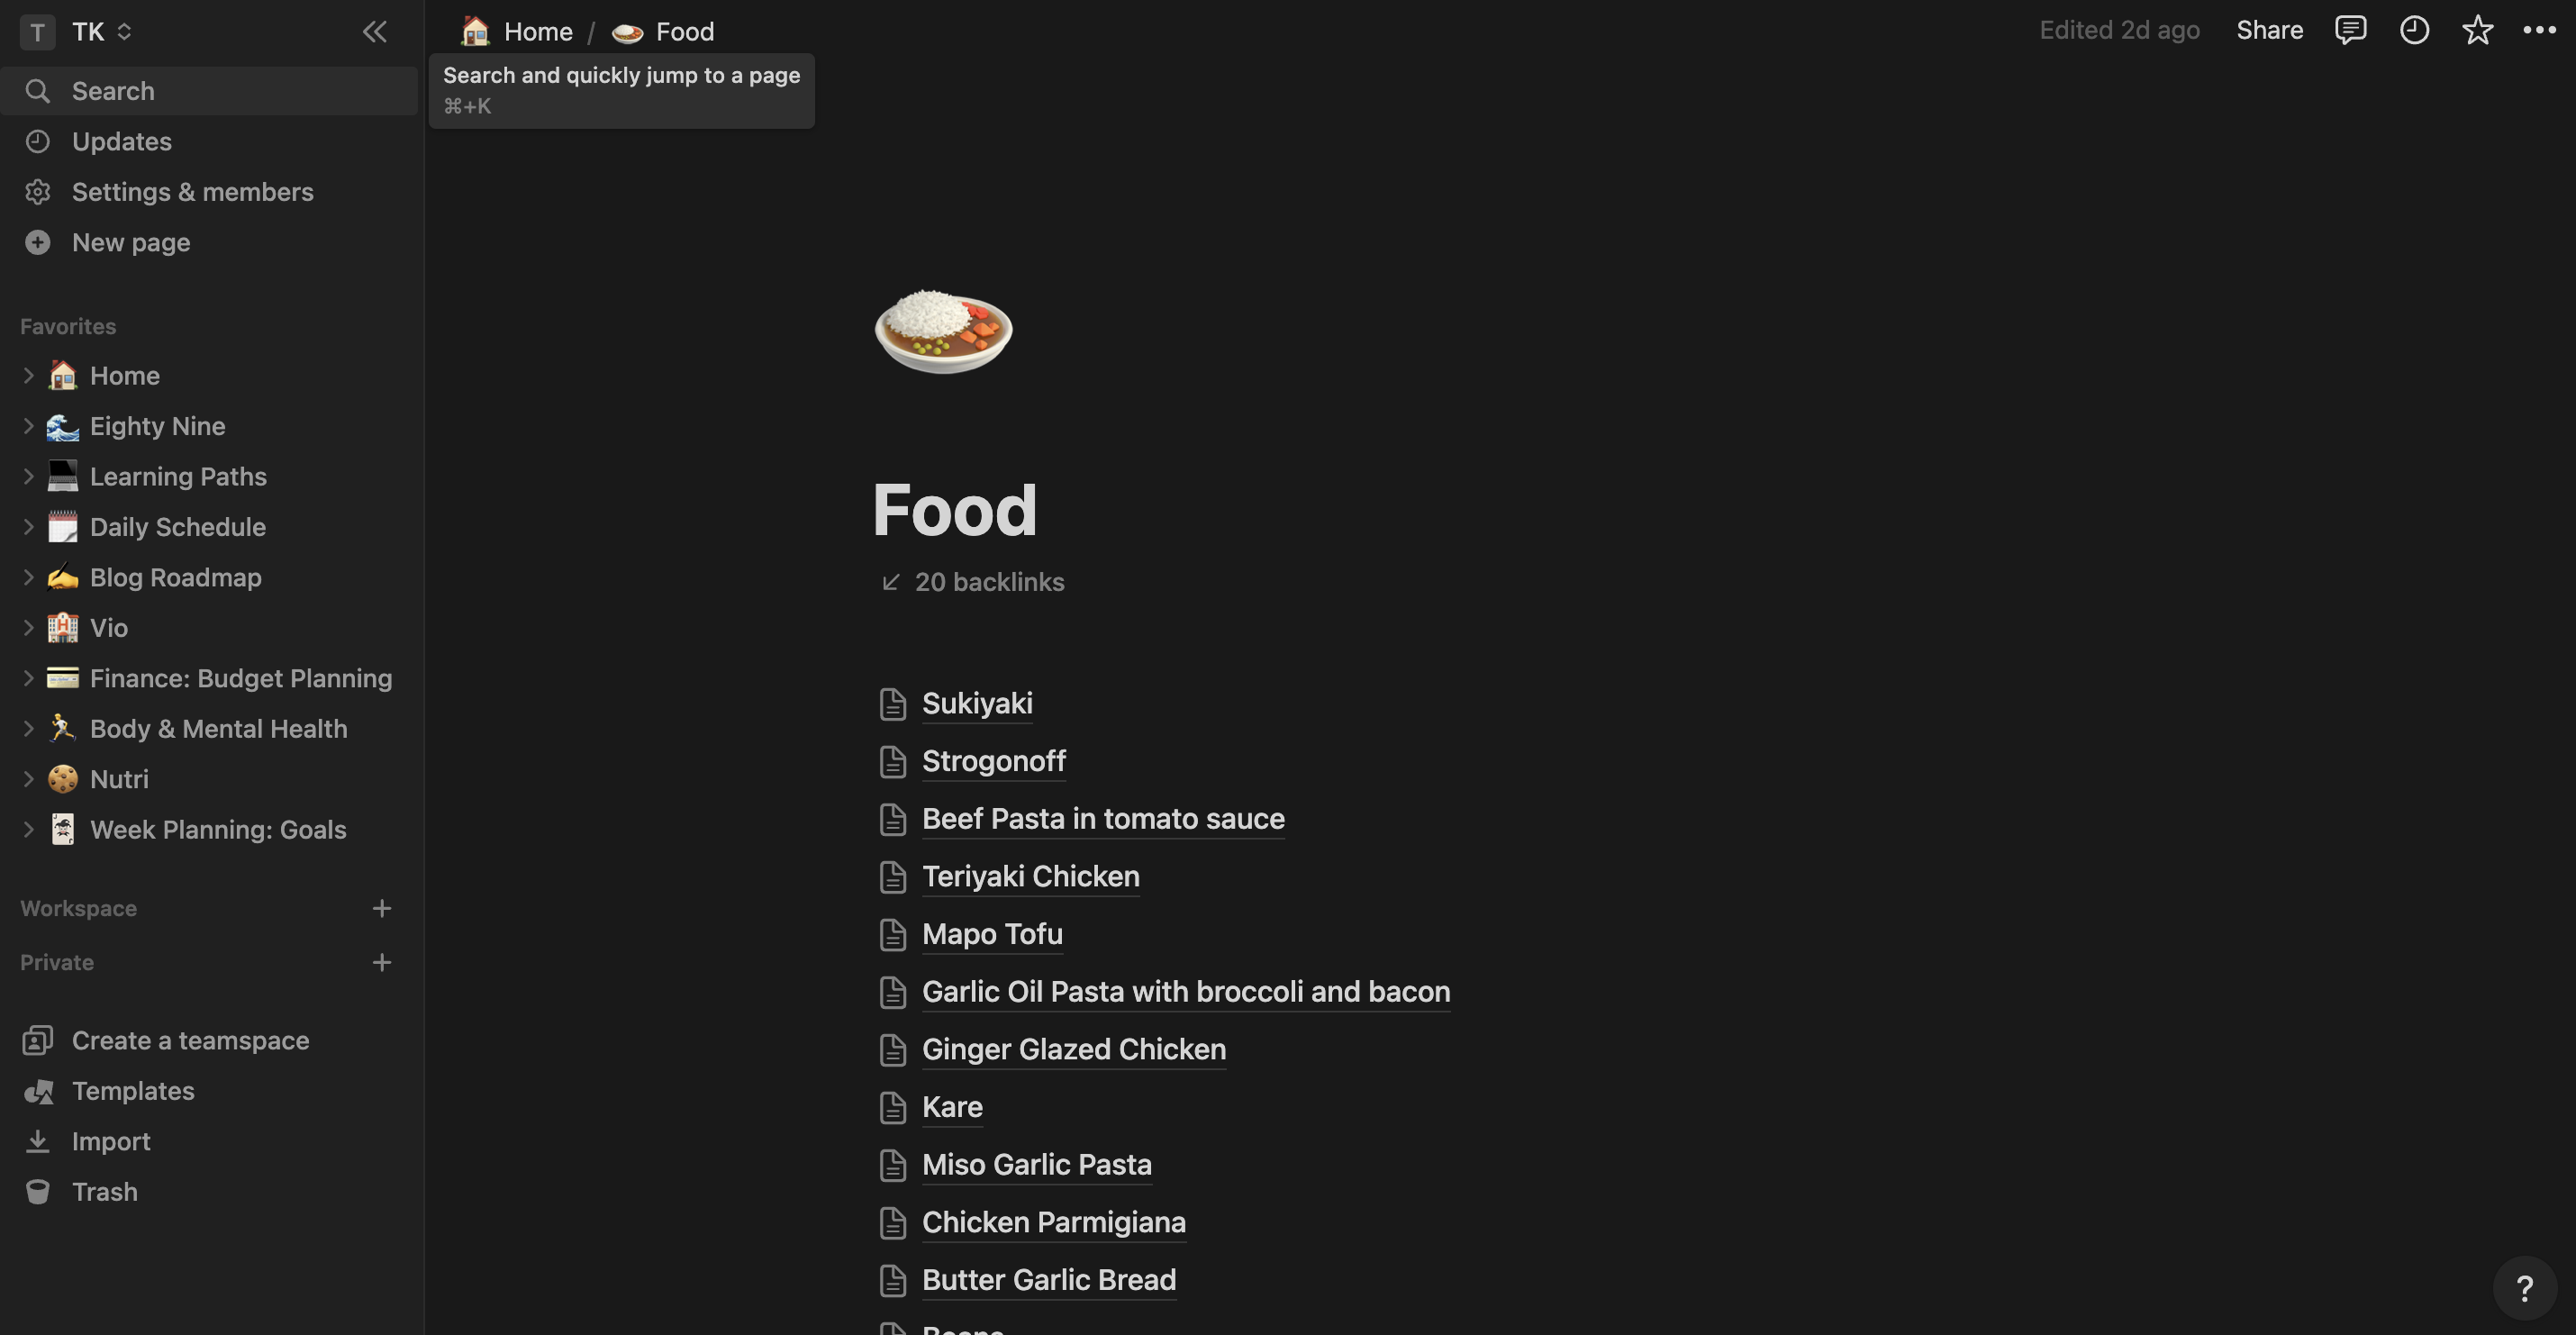 T TK
Search
Updates
Settings & members
New page
Favorites
Home
Eighty Nine
Learning Paths
Daily Schedule
Blog Roadmap
Vio
Finance: Budget Planning
Body & Mental Health
Nutri
Week Planning: Goals
Workspace +
Private +
Create a teamspace
Templates
Import
Trash
Home / Food
Edited 2d ago Share
Search and quickly jump to a page
⌘+K
Food
20 backlinks
Sukiyaki
Strogonoff
Beef Pasta in tomato sauce
Teriyaki Chicken
Mapo Tofu
Garlic Oil Pasta with broccoli and bacon
Ginger Glazed Chicken
Kare
Miso Garlic Pasta
Chicken Parmigiana
Butter Garlic Bread
?